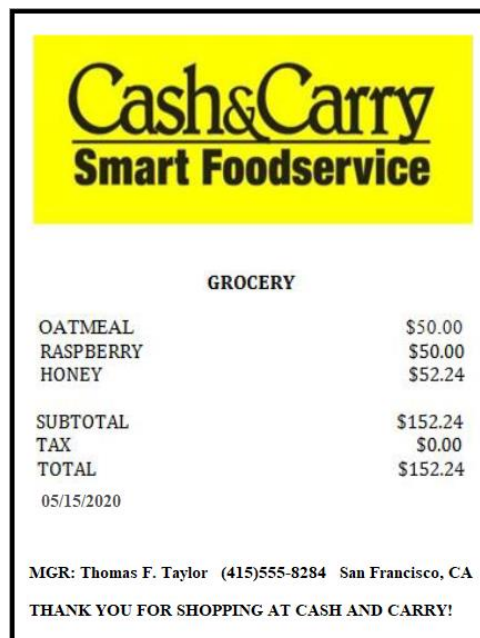 Cash&Carry
Smart Foodservice
GROCERY
OATMEAL $50.00
RASPBERRY $50.00
HONEY $52.24
SUBTOTAL $152.24
TAX $0.00
TOTAL $152.24
05/15/2020
MGR: Thomas F. Taylor (415)555-8284 San Francisco, CA
THANK YOU FOR SHOPPING AT CASH AND CARRY!